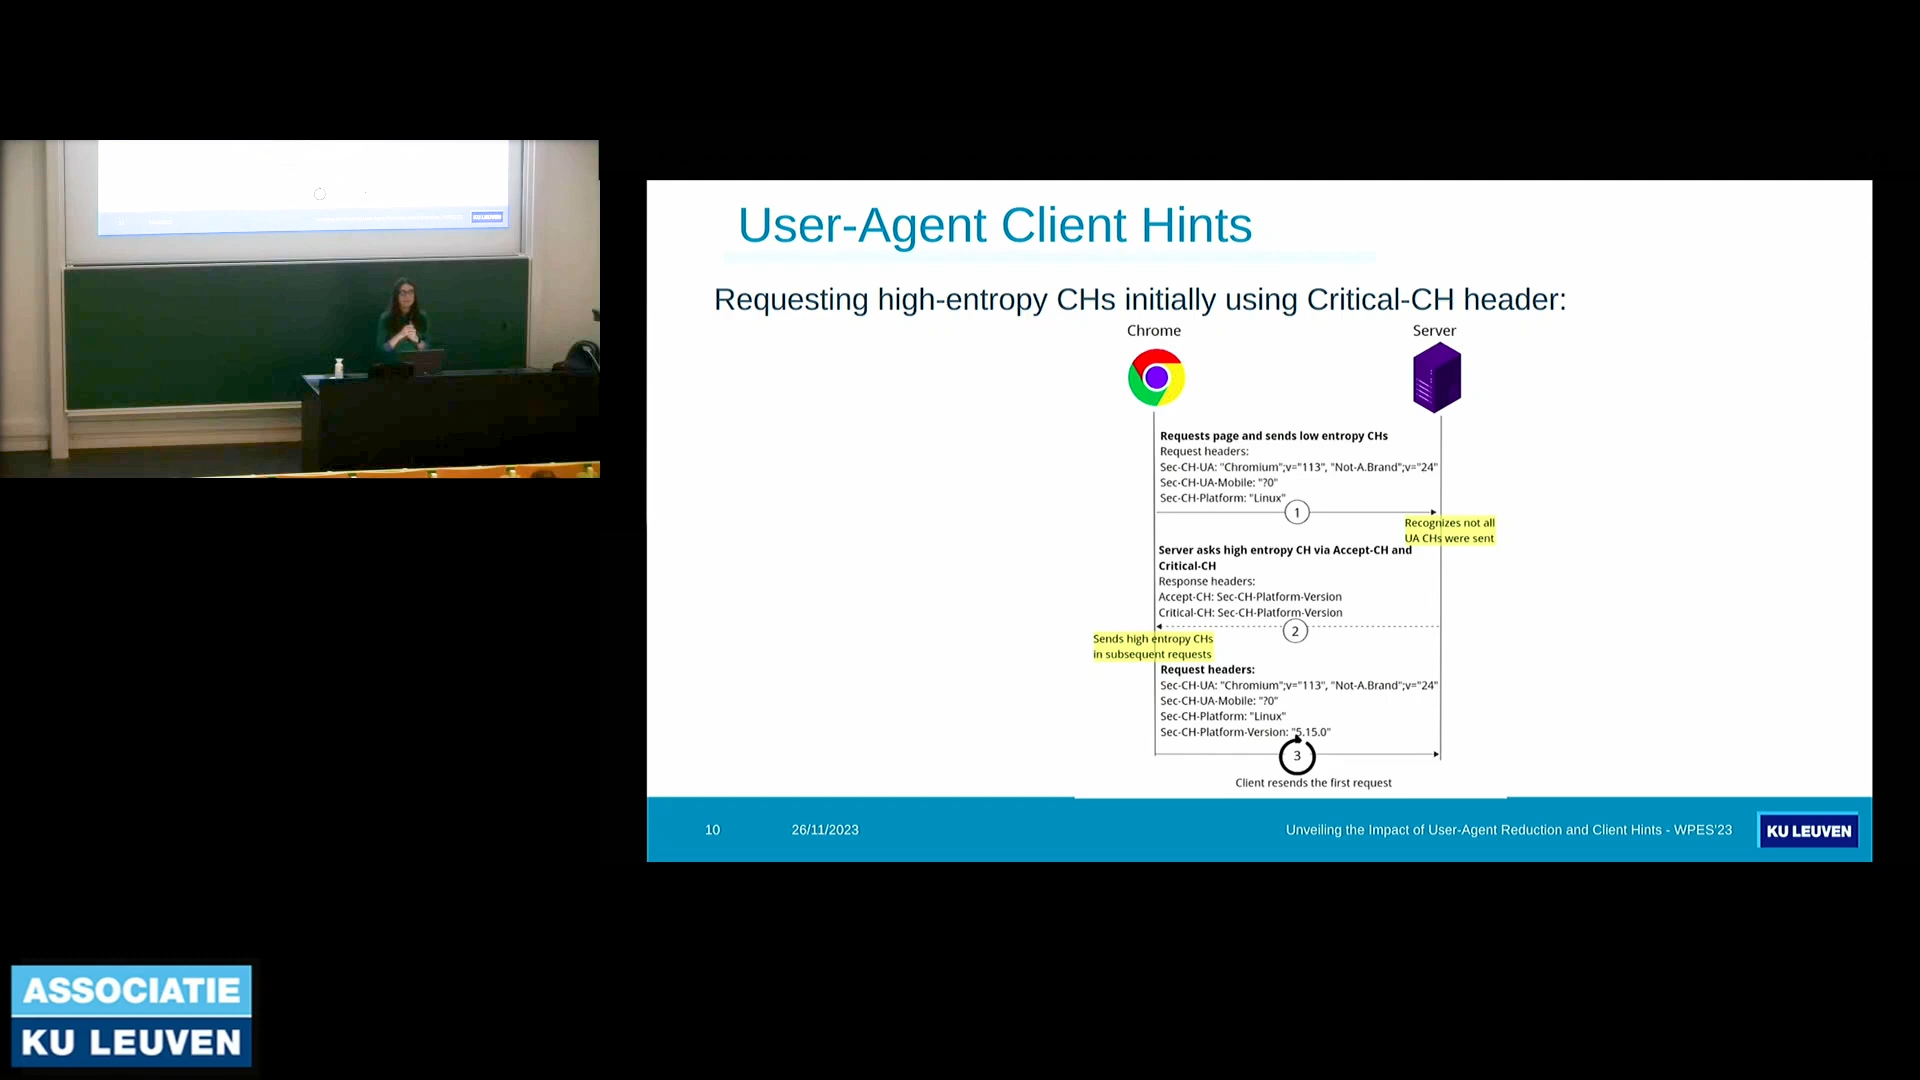 KU LEUVEN
User-Agent Client Hints
Requesting high-entropy CHs initially using Critical-CH header:
Chrome
Server
Requests page and sends low entropy CHs
Request headers:
Sec-CH-UA: "Chromium";v="113", "Not-A.Brand";v="24"
Sec-CH-UA-Mobile: "?0"
Sec-CH-Platform: "Linux"
1
Recognizes not all
UA CHs were sent
Server asks high entropy CH via Accept-CH and
Critical-CH
Response headers:
Accept-CH: Sec-CH-Platform-Version
Critical-CH: Sec-CH-Platform-Version
2
Sends high entropy CHs
in subsequent requests
Request headers:
Sec-CH-UA: "Chromium";v="113", "Not-A.Brand";v="24"
Sec-CH-UA-Mobile: "?0"
Sec-CH-Platform: "Linux"
Sec-CH-Platform-Version: "5.15.0"
3
Client resends the first request
10
26/11/2023
Unveiling the Impact of User-Agent Reduction and Client Hints - WPES'23
KU LEUVEN
ASSOCIATIE
KU LEUVEN